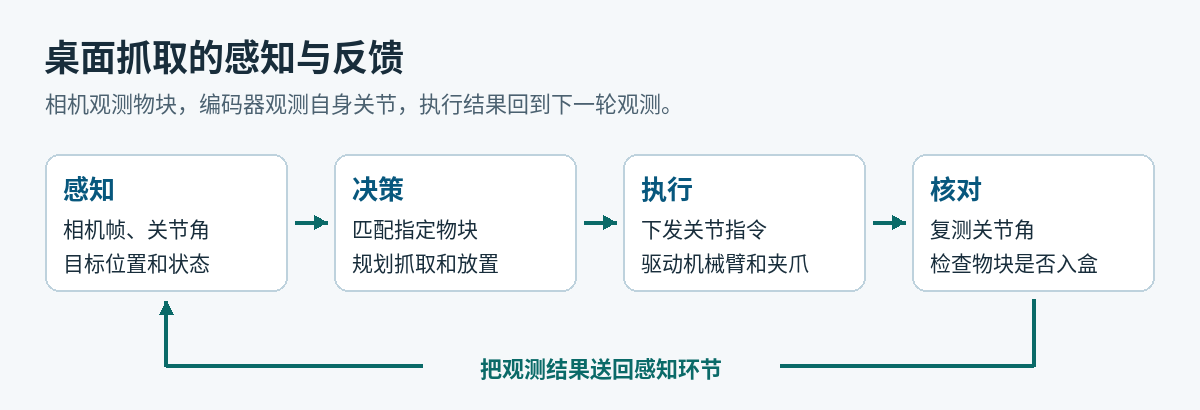 桌面抓取的感知与反馈
相机观测物块，编码器观测自身关节，执行结果回到下一轮观测。
感知
相机帧、关节角
目标位置和状态
决策
匹配指定物块
规划抓取和放置
执行
下发关节指令
驱动机械臂和夹爪
核对
复测关节角
检查物块是否入盒
把观测结果送回感知环节